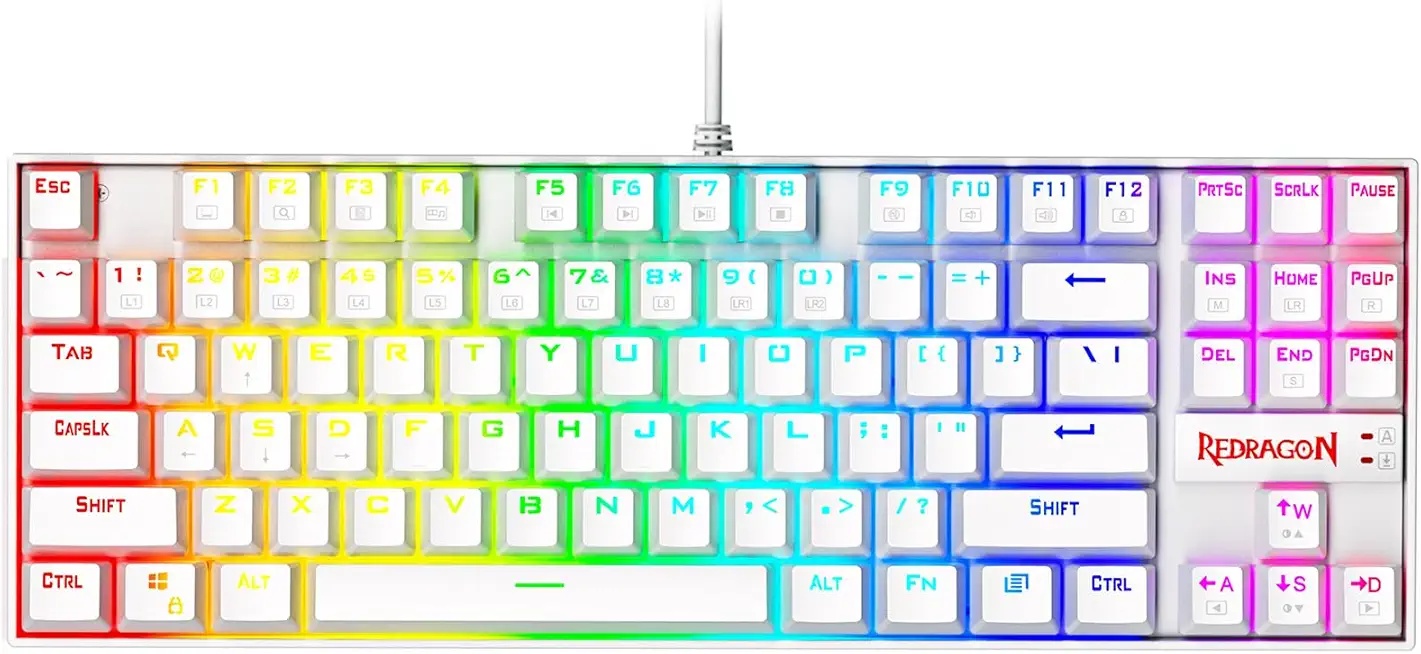 Esc F1 F2 F3 F4 F5 F6 F7 F8 F9 F10 F11 F12 PrtSc ScrLk Pause
` ~ 1 ! 2 @ 3 # 4 $ 5 % 6 ^ 7 & 8 * 9 ( 0 ) - - = + ← Ins Home PgUp
L1 L2 L3 L4 L5 L6 L7 L8 LR1 LR2 M LR R
Tab Q W E R T Y U I O P [ { ] } \ | Del End PgDn
↑ S
CapsLk A S D F G H J K L ; : ' " ↵ REDRAGON A
← ↓ →
Shift Z X C V B N M , < . > / ? Shift ↑W
Ctrl Alt Alt Fn Ctrl ←A ↓S →D